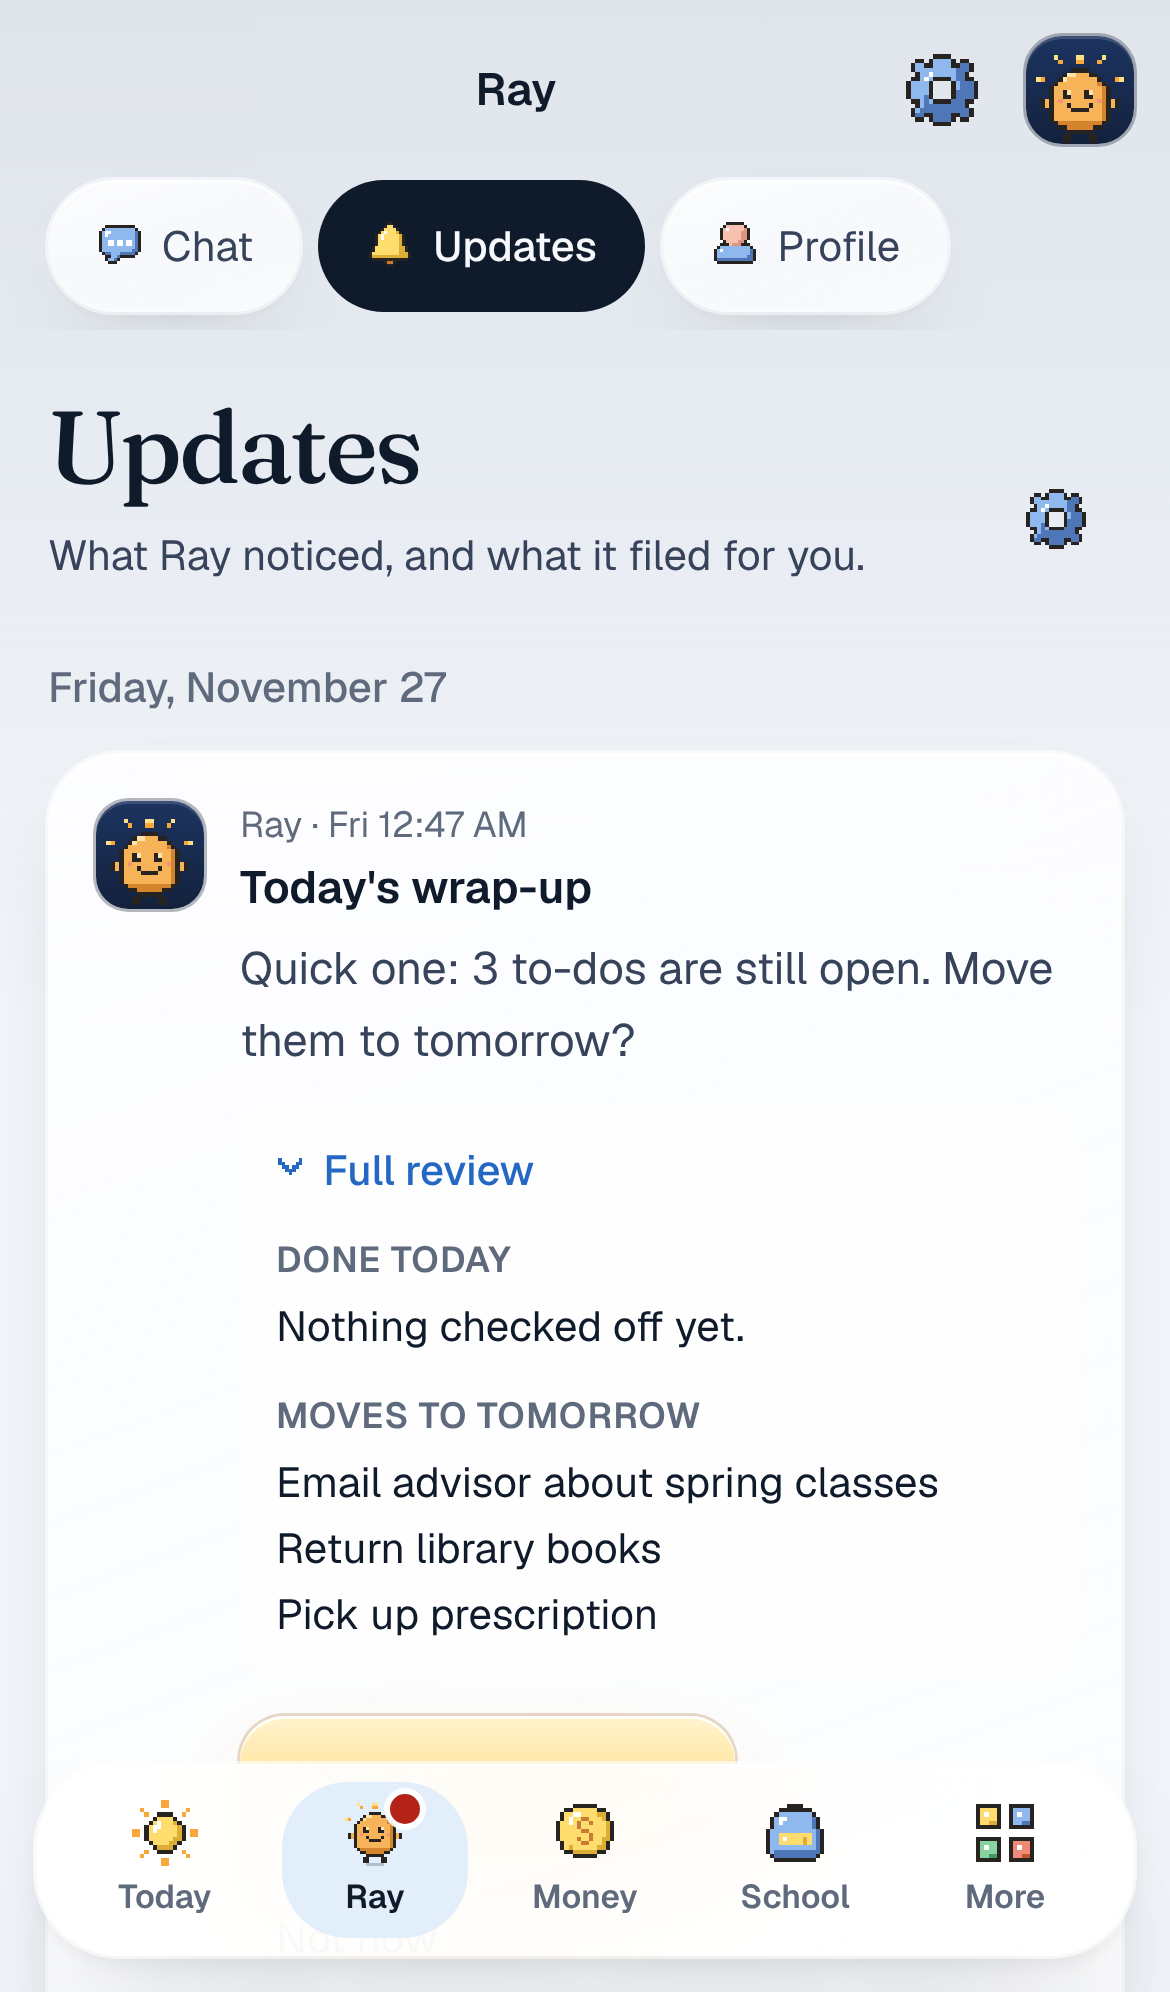 Ray
Chat
Updates
Profile
Updates
What Ray noticed, and what it filed for you.
Friday, November 27
Ray · Fri 12:47 AM
Today's wrap-up
Quick one: 3 to-dos are still open. Move
them to tomorrow?
Full review
DONE TODAY
Nothing checked off yet.
MOVES TO TOMORROW
Email advisor about spring classes
Return library books
Pick up prescription
Today
Ray
Money
School
More
Not now